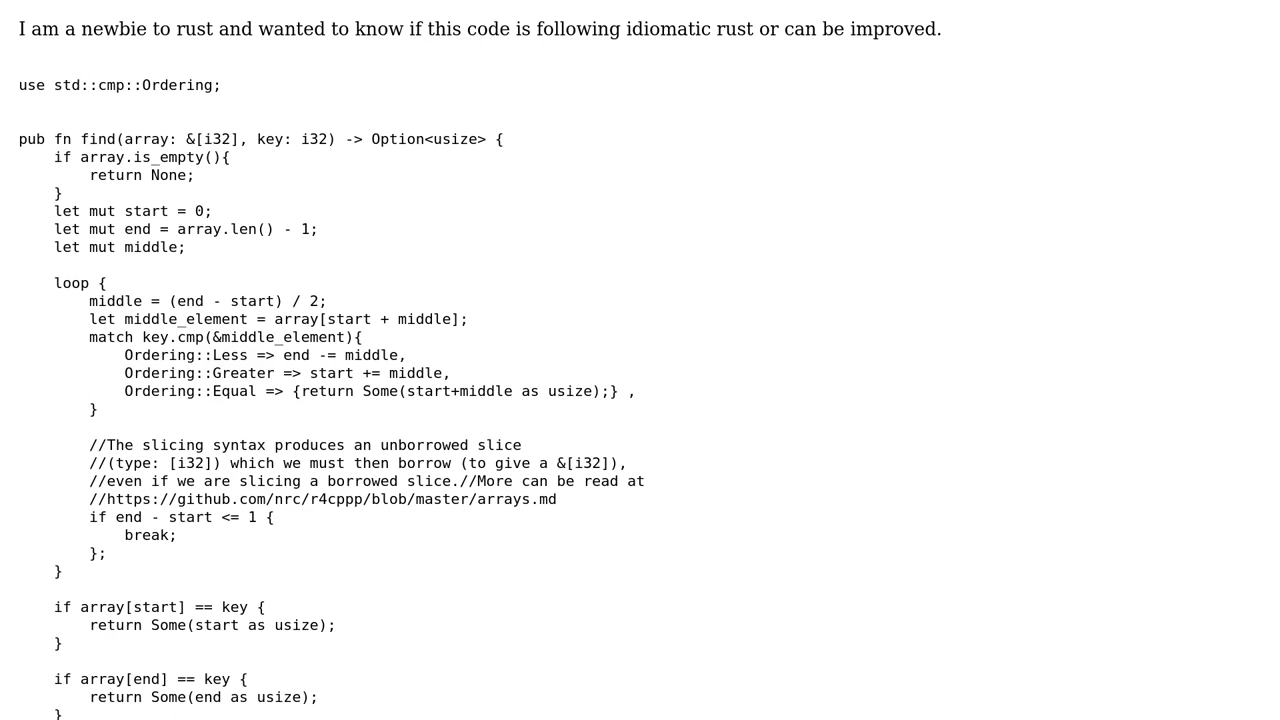 I am a newbie to rust and wanted to know if this code is following idiomatic rust or can be improved.
use std::cmp::Ordering;
pub fn find(array: &[i32], key: i32) -> Option<usize> {
    if array.is_empty(){
        return None;
    }
    let mut start = 0;
    let mut end = array.len() - 1;
    let mut middle;
    loop {
        middle = (end - start) / 2;
        let middle_element = array[start + middle];
        match key.cmp(&middle_element){
            Ordering::Less => end -= middle,
            Ordering::Greater => start += middle,
            Ordering::Equal => {return Some(start+middle as usize);} ,
        }
        //The slicing syntax produces an unborrowed slice
        //(type: [i32]) which we must then borrow (to give a &[i32]),
        //even if we are slicing a borrowed slice.//More can be read at
        //https://github.com/nrc/r4cppp/blob/master/arrays.md
        if end - start <= 1 {
            break;
        };
    }
    if array[start] == key {
        return Some(start as usize);
    }
    if array[end] == key {
        return Some(end as usize);
    }